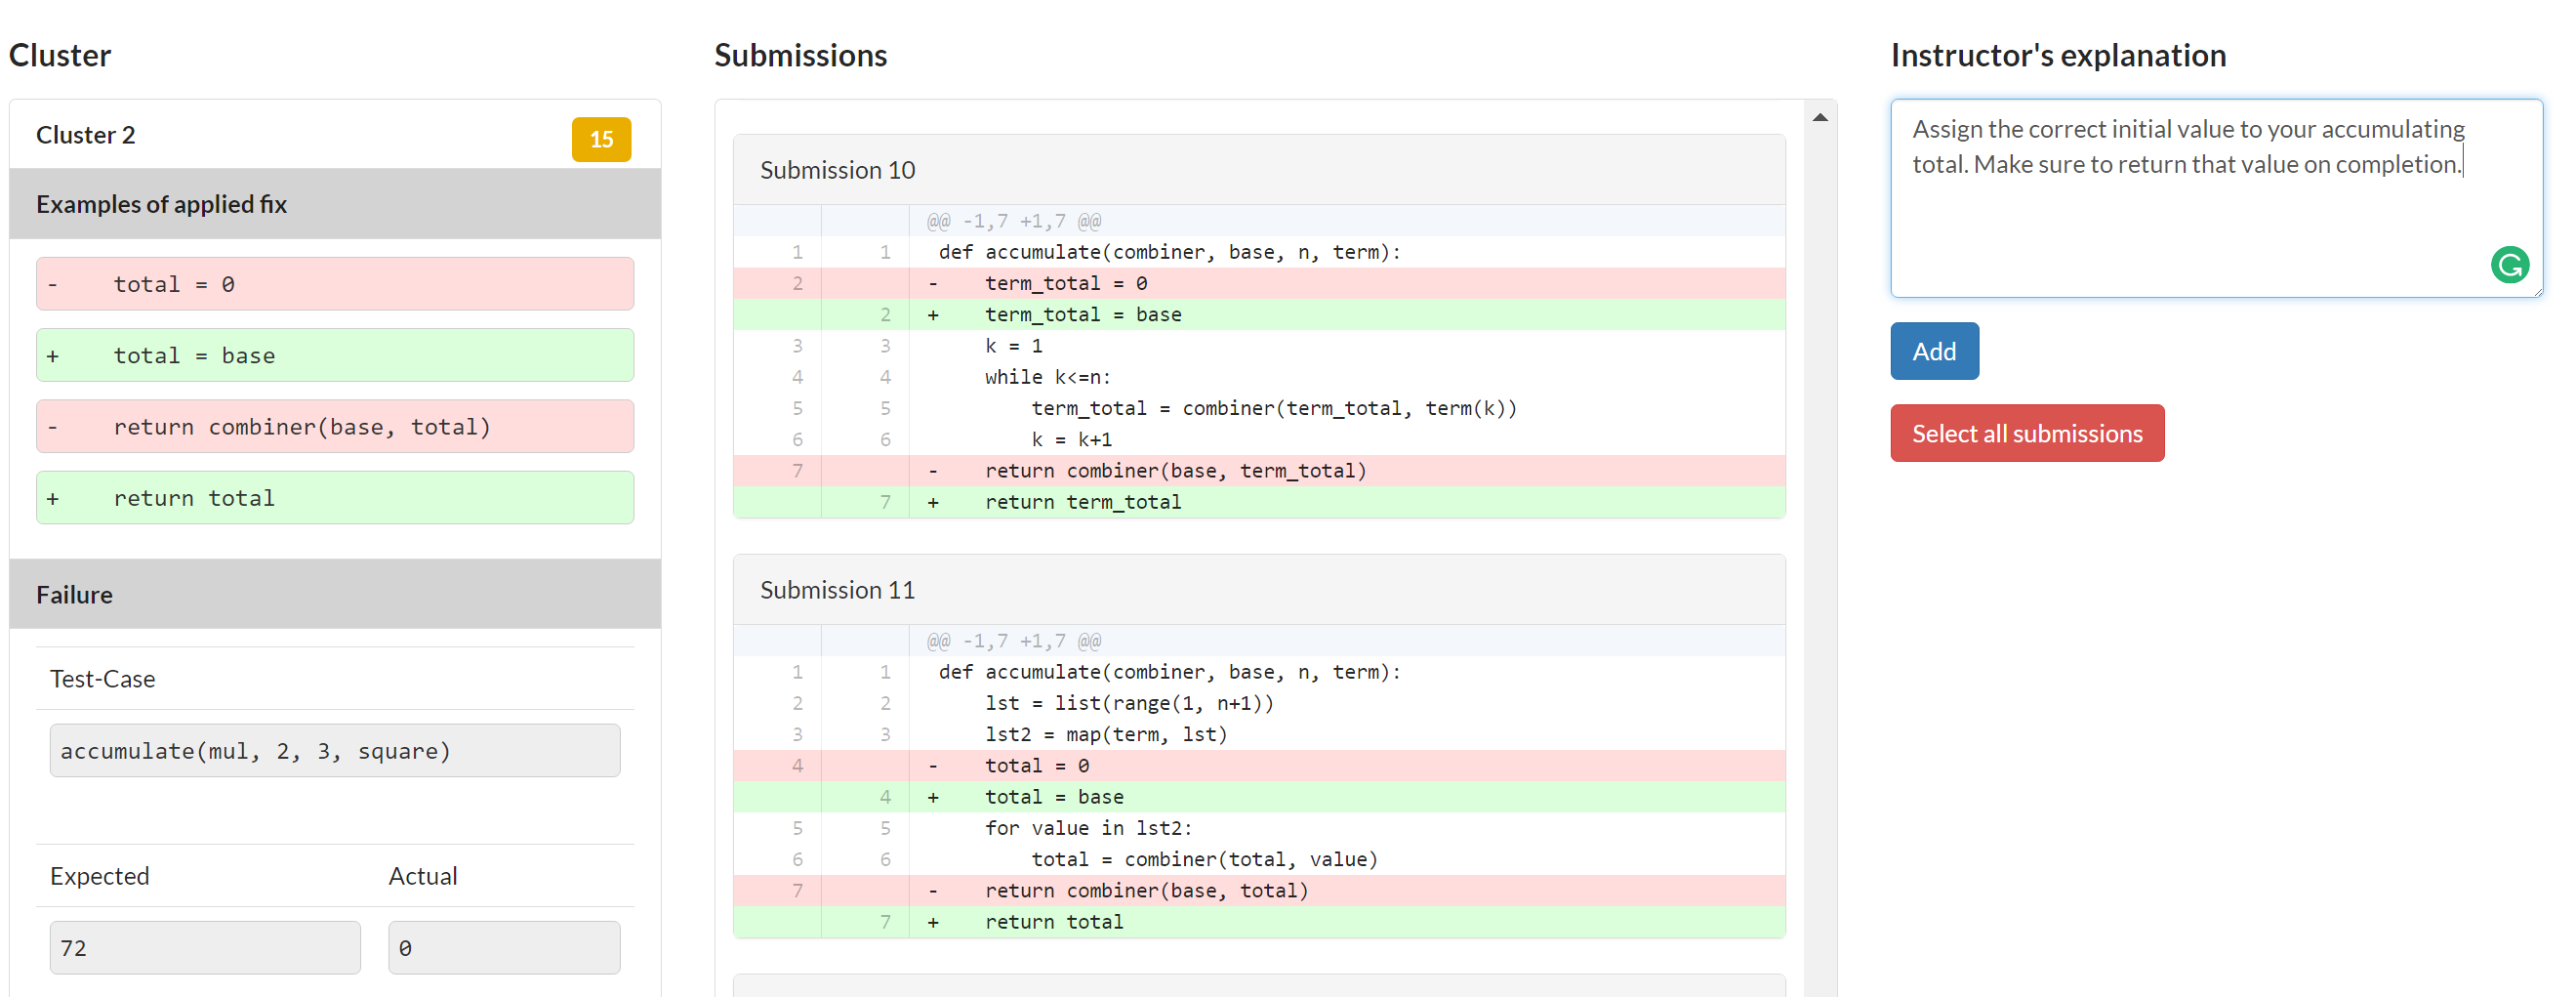 Cluster
Cluster 2
15
Examples of applied fix
-    total = 0
+    total = base
-    return combiner(base, total)
+    return total
Failure
Test-Case
accumulate(mul, 2, 3, square)
Expected
Actual
72
0
Submissions
Submission 10
@@ -1,7 +1,7 @@
1 1 def accumulate(combiner, base, n, term):
2 -    term_total = 0
2 +    term_total = base
3 3     k = 1
4 4     while k<=n:
5 5         term_total = combiner(term_total, term(k))
6 6         k = k+1
7 -    return combiner(base, term_total)
7 +    return term_total
Submission 11
@@ -1,7 +1,7 @@
1 1 def accumulate(combiner, base, n, term):
2 2     lst = list(range(1, n+1))
3 3     lst2 = map(term, lst)
4 -    total = 0
4 +    total = base
5 5     for value in lst2:
6 6         total = combiner(total, value)
7 -    return combiner(base, total)
7 +    return total
Instructor's explanation
Assign the correct initial value to your accumulating
total. Make sure to return that value on completion.
Add
Select all submissions